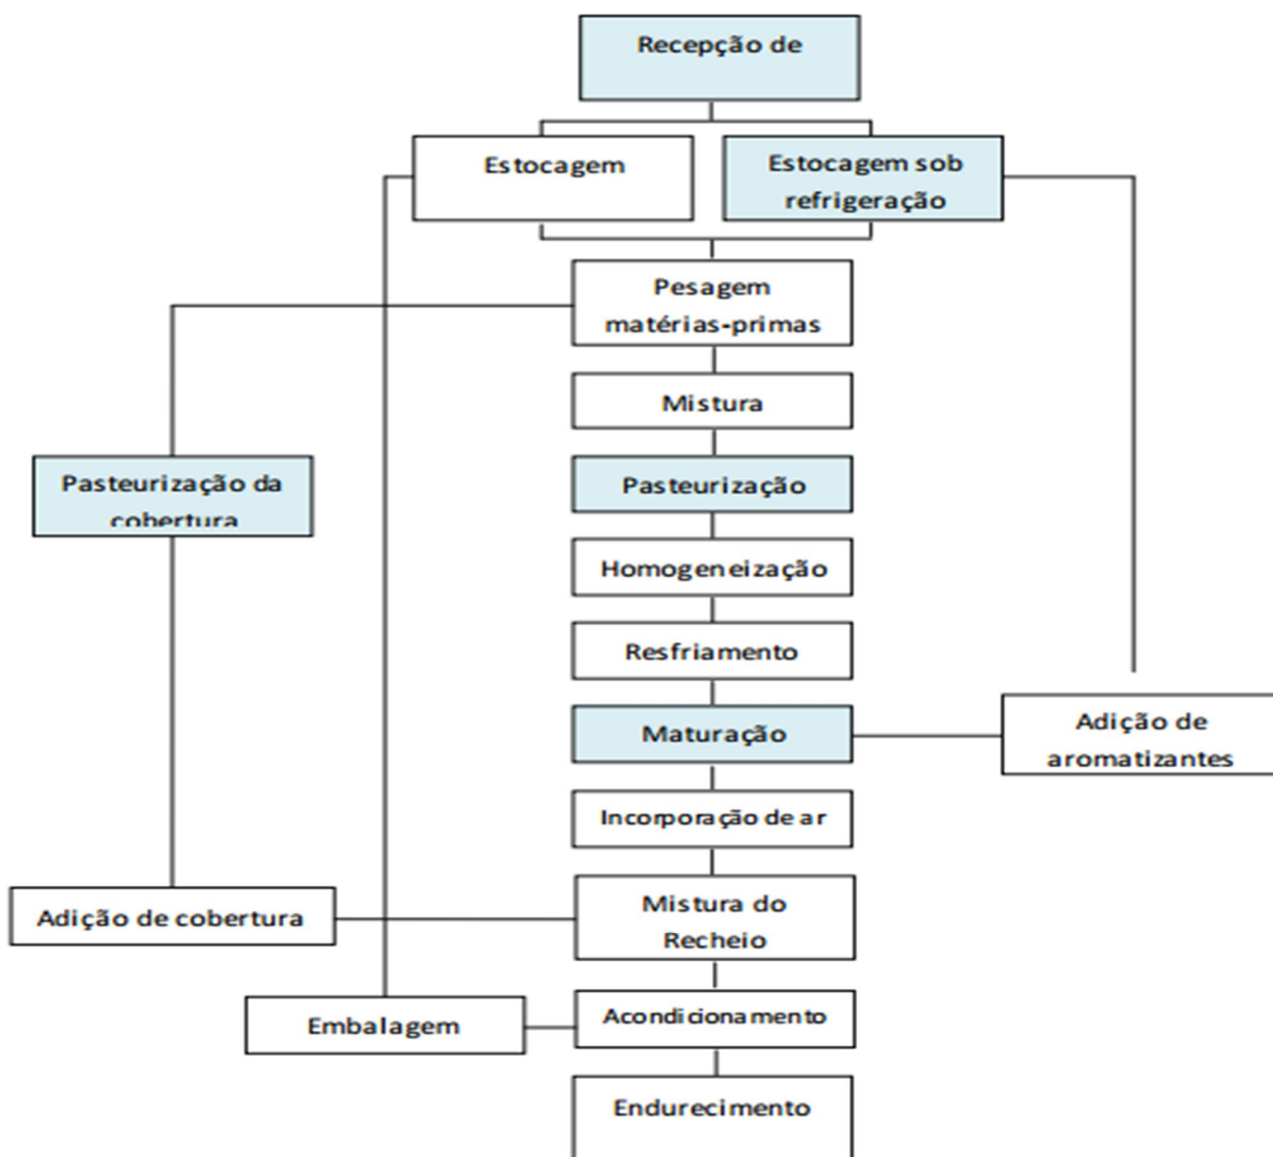 Recepção de
Estocagem
Estocagem sob
refrigeração
Pesagem
matérias-primas
Mistura
Pasteurização da
cobertura
Pasteurização
Homogeneização
Resfriamento
Maturação
Adição de
aromatizantes
Incorporação de ar
Adição de cobertura
Mistura do
Recheio
Embalagem
Acondicionamento
Endurecimento